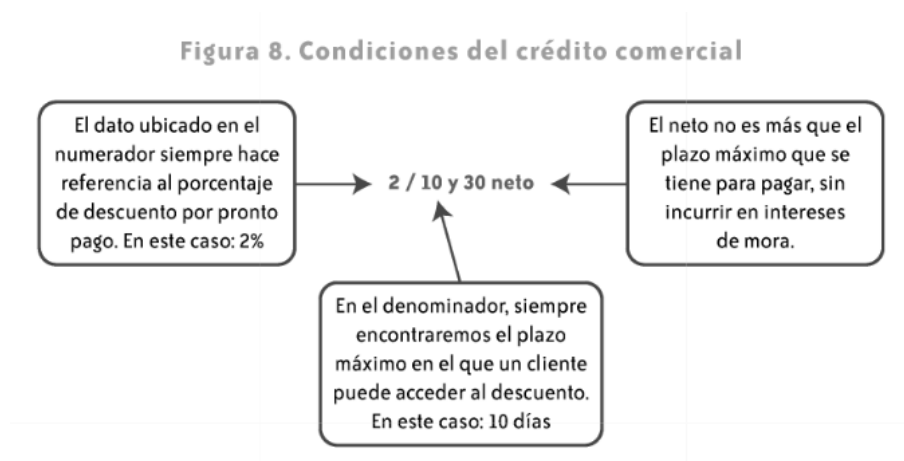 Figura 8. Condiciones del crédito comercial
El dato ubicado en el
numerador siempre hace
referencia al porcentaje
de descuento por pronto
pago. En este caso: 2%
2 / 10 y 30 neto
El neto no es más que el
plazo máximo que se
tiene para pagar, sin
incurrir en intereses
de mora.
En el denominador, siempre
encontraremos el plazo
máximo en el que un cliente
puede acceder al descuento.
En este caso: 10 días